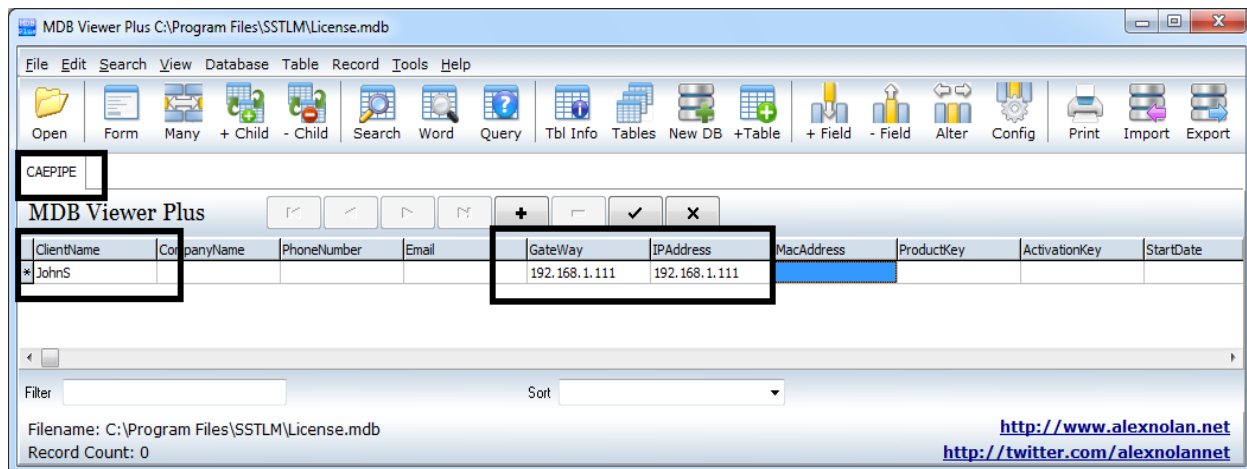 MDB Viewer Plus C:\Program Files\SSTLM\License.mdb
File Edit Search View Database Table Record Tools Help
Open Form Many + Child - Child Search Word Query Tbl Info Tables New DB +Table + Field - Field Alter Config Print Import Export
CAEPIPE
MDB Viewer Plus
ClientName CompanyName PhoneNumber Email GateWay IPAddress MacAddress ProductKey ActivationKey StartDate
* JohnS 192.168.1.111 192.168.1.111
Filter Sort
Filename: C:\Program Files\SSTLM\License.mdb http://www.alexnolan.net
Record Count: 0 http://twitter.com/alexnolannet